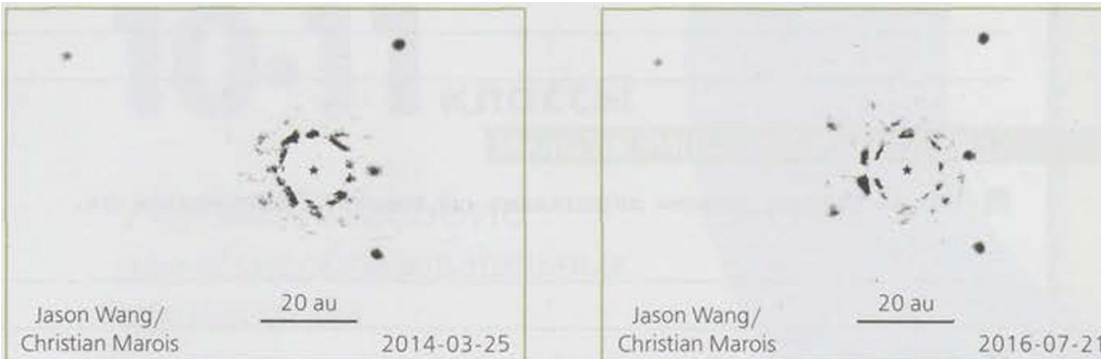 20 au
Jason Wang/
Christian Marois
2014-03-25
20 au
Jason Wang/
Christian Marois
2016-07-21